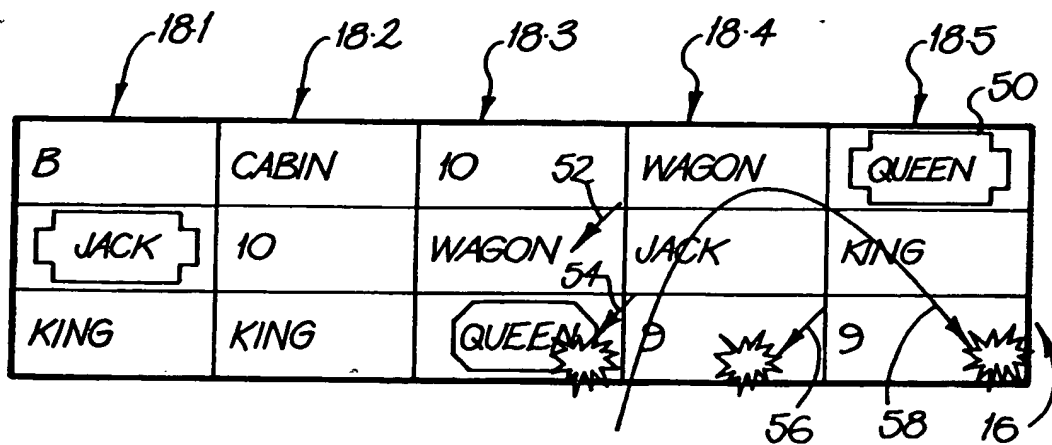 18·1 18·2 18·3 18·4 18·5
50
B CABIN 10 WAGON QUEEN
52
JACK 10 WAGON JACK KING
54
KING KING QUEEN 9 9
56 58 16